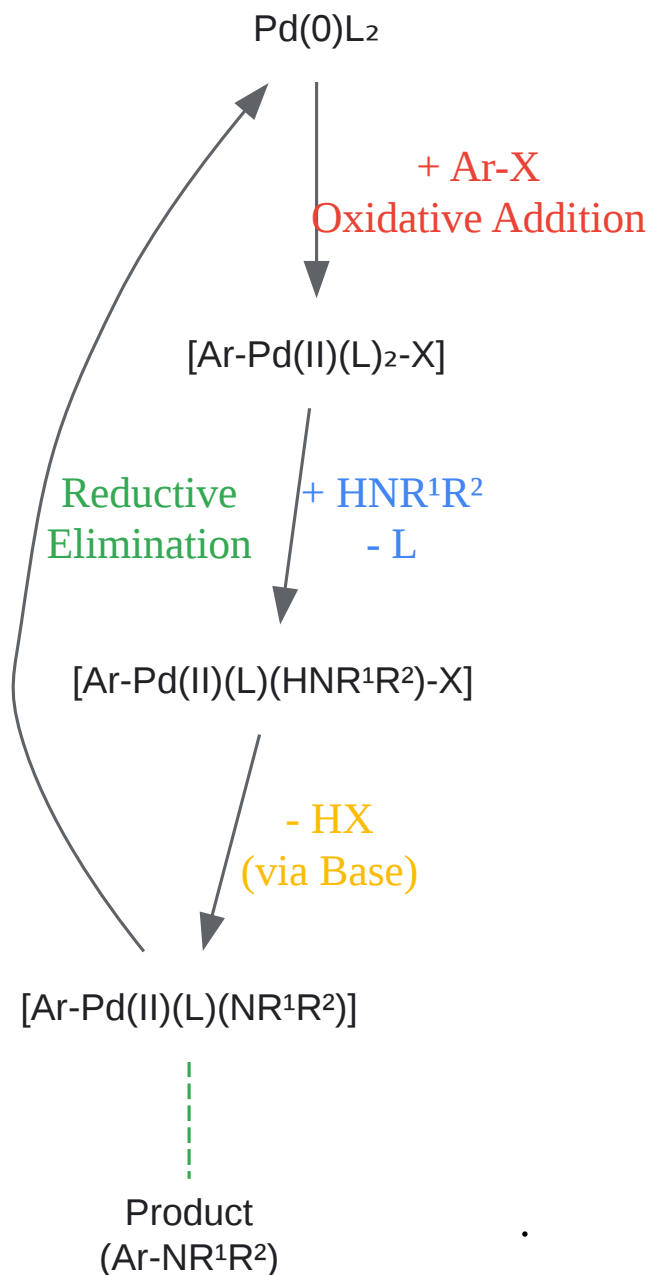 Pd(0)L₂
+ Ar-X
Oxidative Addition
[Ar-Pd(II)(L)₂-X]
Reductive
Elimination
+ HNR¹R²
- L
[Ar-Pd(II)(L)(HNR¹R²)-X]
- HX
(via Base)
[Ar-Pd(II)(L)(NR¹R²)]
Product
(Ar-NR¹R²)
.